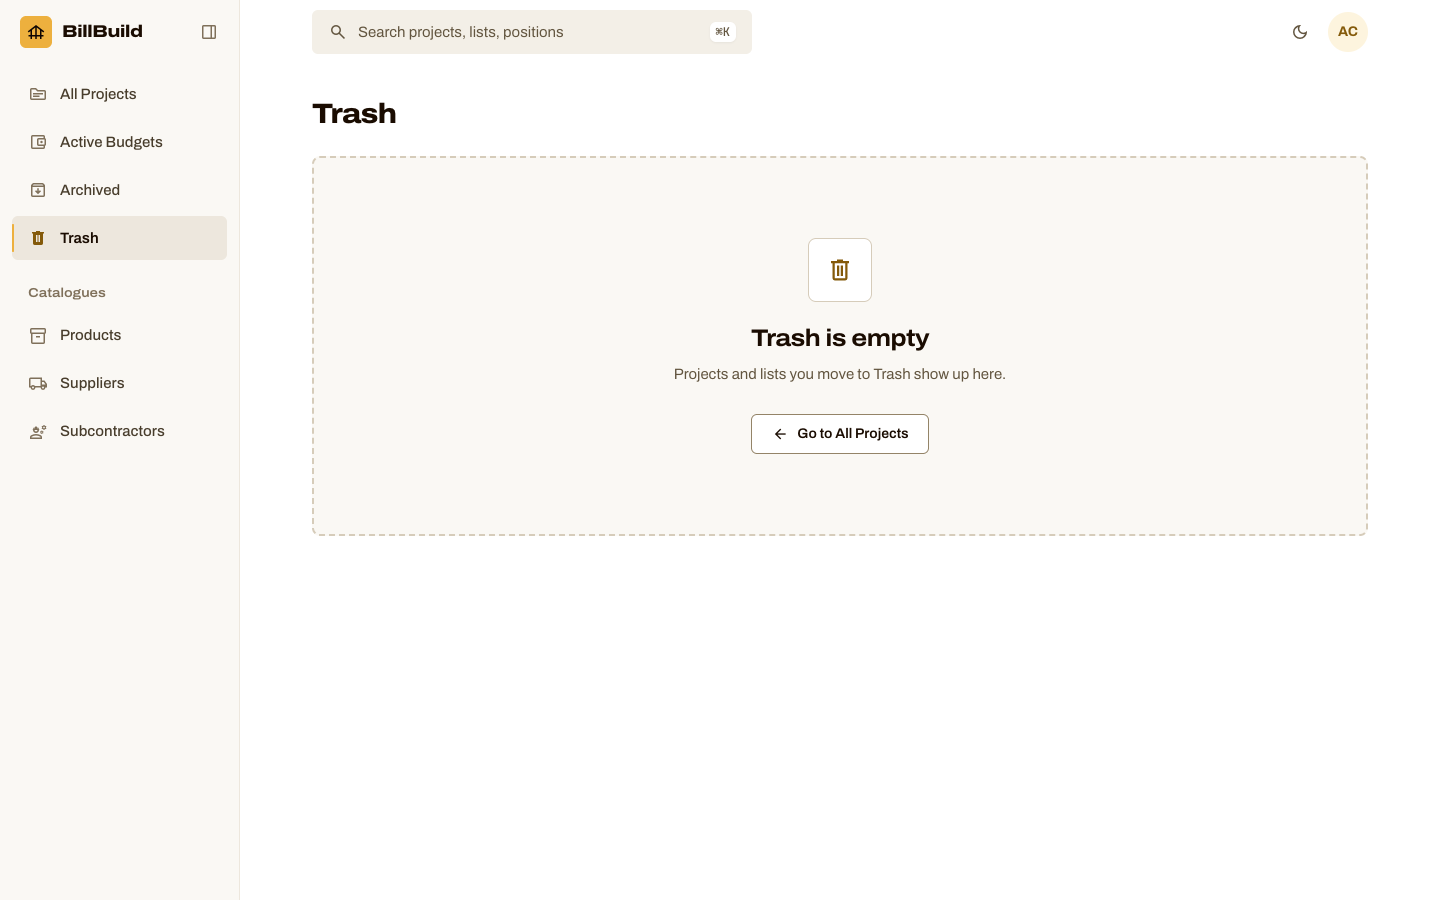 BillBuild
Search projects, lists, positions
⌘K
AC
All Projects
Active Budgets
Archived
Trash
Catalogues
Products
Suppliers
Subcontractors
Trash
Trash is empty
Projects and lists you move to Trash show up here.
Go to All Projects